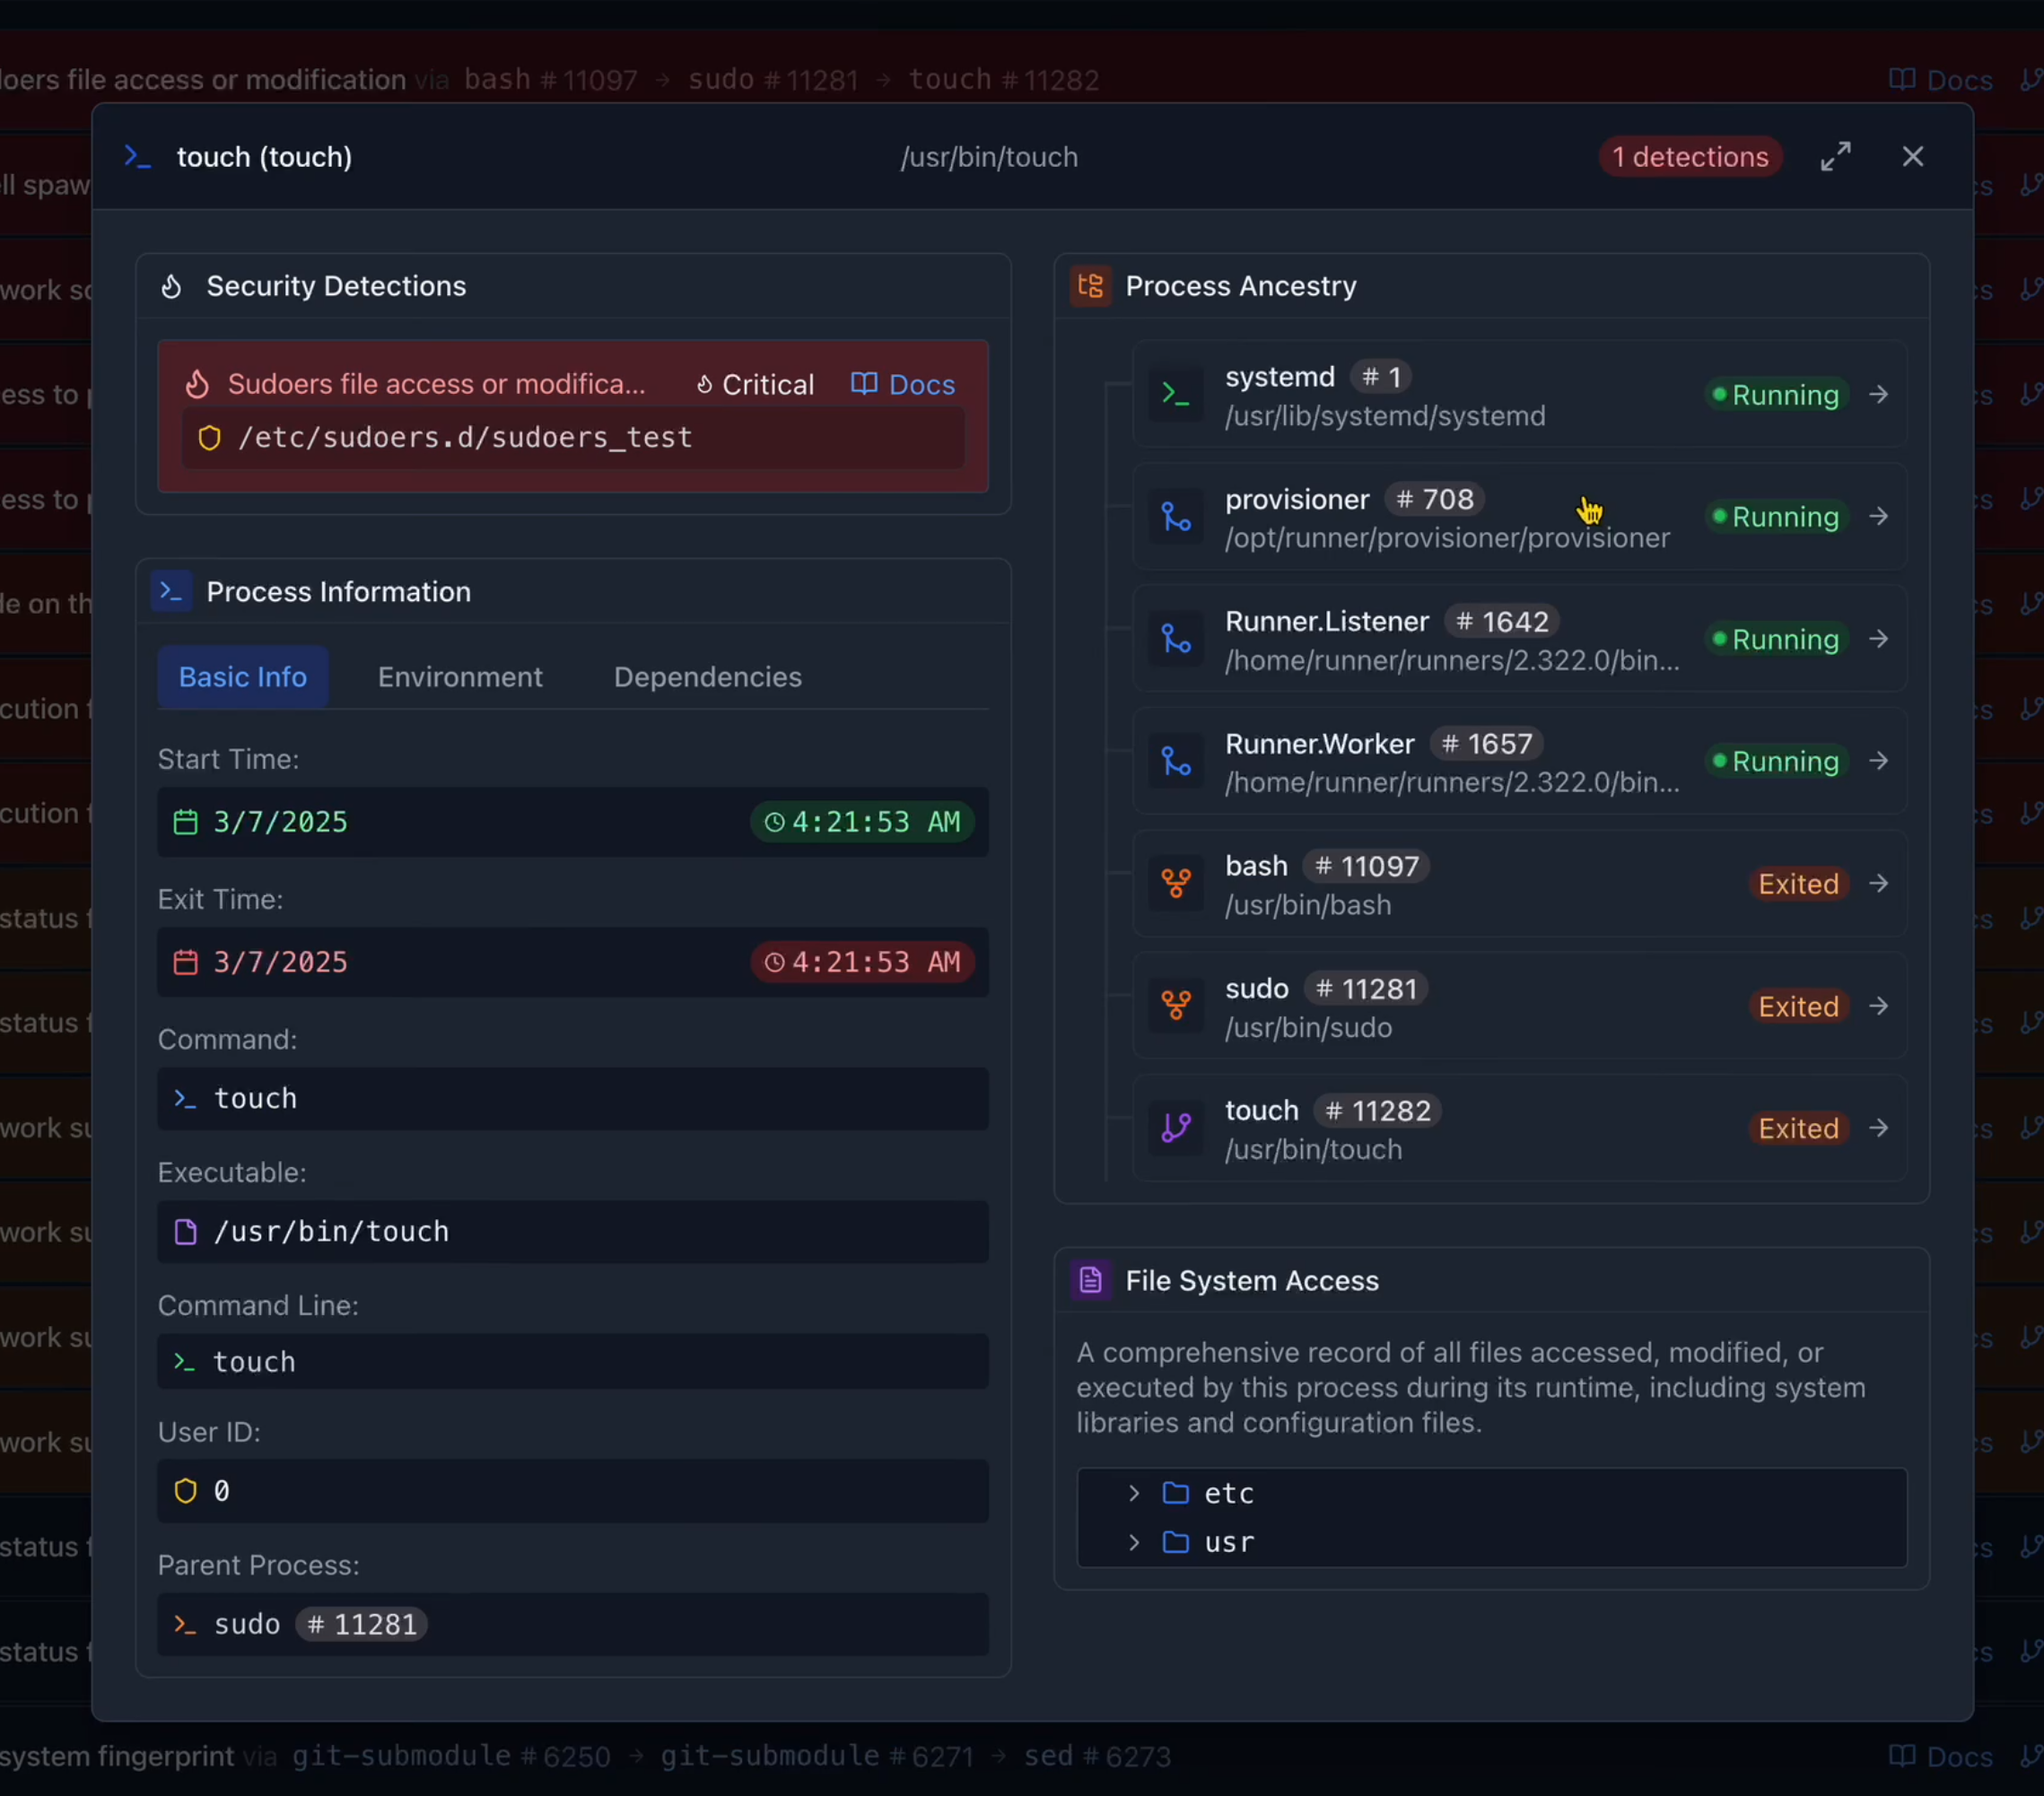 oers file access or modification via bash #11097 → sudo #11281 → touch #11282 Docs
touch (touch) /usr/bin/touch 1 detections
ll spaw
work
ess to
ess to
le on th
cution
cution
status
status
work su
work su
work su
work su
status
status
Security Detections
Sudoers file access or modifica... Critical Docs
/etc/sudoers.d/sudoers_test
Process Information
Basic Info Environment Dependencies
Start Time:
3/7/2025 4:21:53 AM
Exit Time:
3/7/2025 4:21:53 AM
Command:
touch
Executable:
/usr/bin/touch
Command Line:
touch
User ID:
0
Parent Process:
sudo # 11281
Process Ancestry
systemd # 1
/usr/lib/systemd/systemd
Running
provisioner # 708
/opt/runner/provisioner/provisioner
Running
Runner.Listener # 1642
/home/runner/runners/2.322.0/bin...
Running
Runner.Worker # 1657
/home/runner/runners/2.322.0/bin...
Running
bash # 11097
/usr/bin/bash
Exited
sudo # 11281
/usr/bin/sudo
Exited
touch # 11282
/usr/bin/touch
Exited
File System Access
A comprehensive record of all files accessed, modified, or
executed by this process during its runtime, including system
libraries and configuration files.
etc
usr
system fingerprint via git-submodule #6250 → git-submodule #6271 → sed #6273 Docs